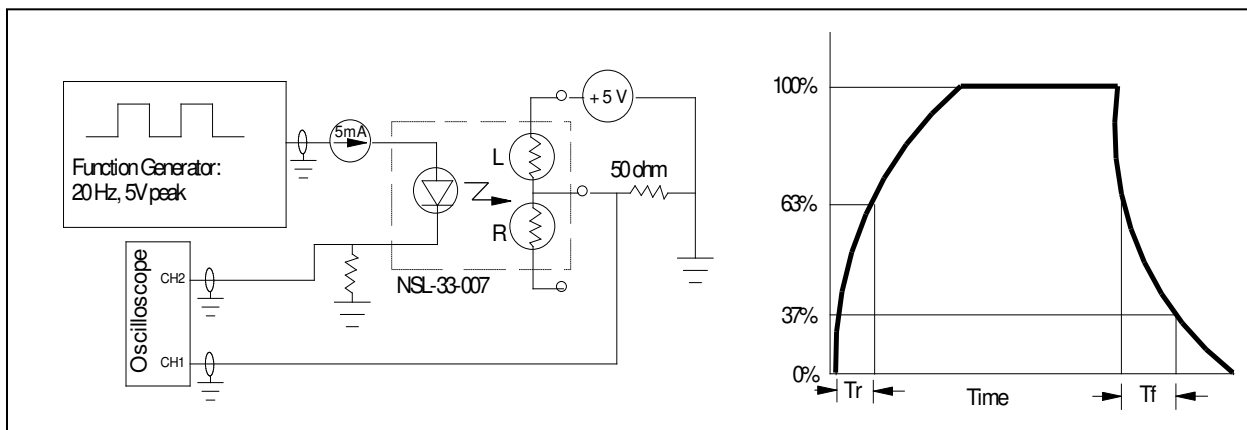 Function Generator:
20 Hz, 5V peak
5mA
+ 5 V
L
R
50 ohm
NSL-33-007
Oscilloscope
CH2
CH1
100%
63%
37%
0%
Tr
Time
Tf